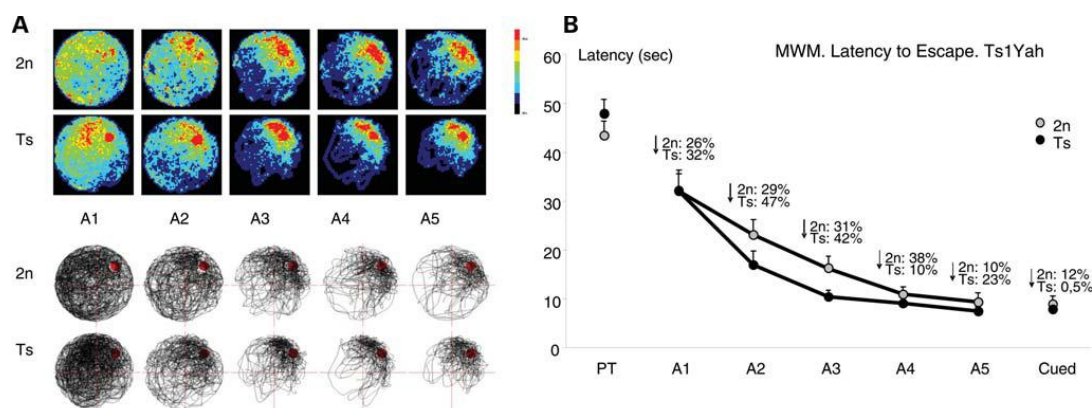 A
2n
Ts
A1 A2 A3 A4 A5
2n
Ts
B
Latency (sec)
MWM. Latency to Escape. Ts1Yah
2n
Ts
60
50
40
30
20
10
0
2n: 26%
Ts: 32%
2n: 29%
Ts: 47%
2n: 31%
Ts: 42%
2n: 38%
Ts: 10%
2n: 10%
Ts: 23%
2n: 12%
Ts: 0,5%
PT A1 A2 A3 A4 A5 Cued